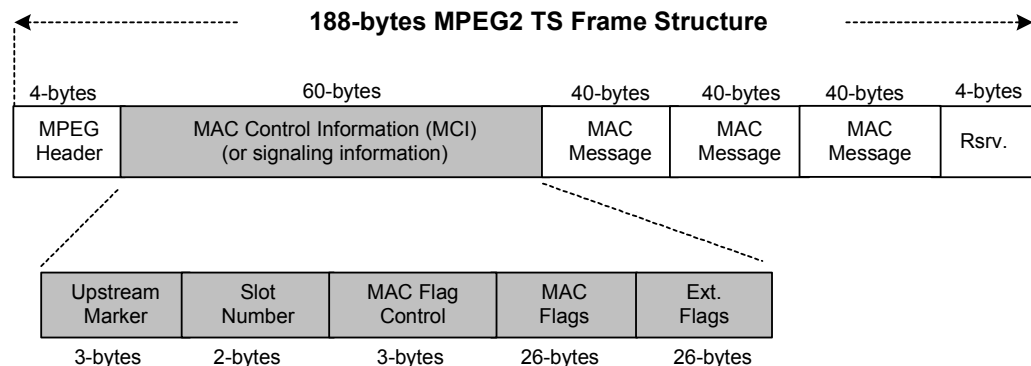 188-bytes MPEG2 TS Frame Structure
4-bytes 60-bytes 40-bytes 40-bytes 40-bytes 4-bytes
MPEG
Header
MAC Control Information (MCI)
(or signaling information)
MAC
Message
MAC
Message
MAC
Message
Rsrv.
Upstream
Marker
Slot
Number
MAC Flag
Control
MAC
Flags
Ext.
Flags
3-bytes 2-bytes 3-bytes 26-bytes 26-bytes